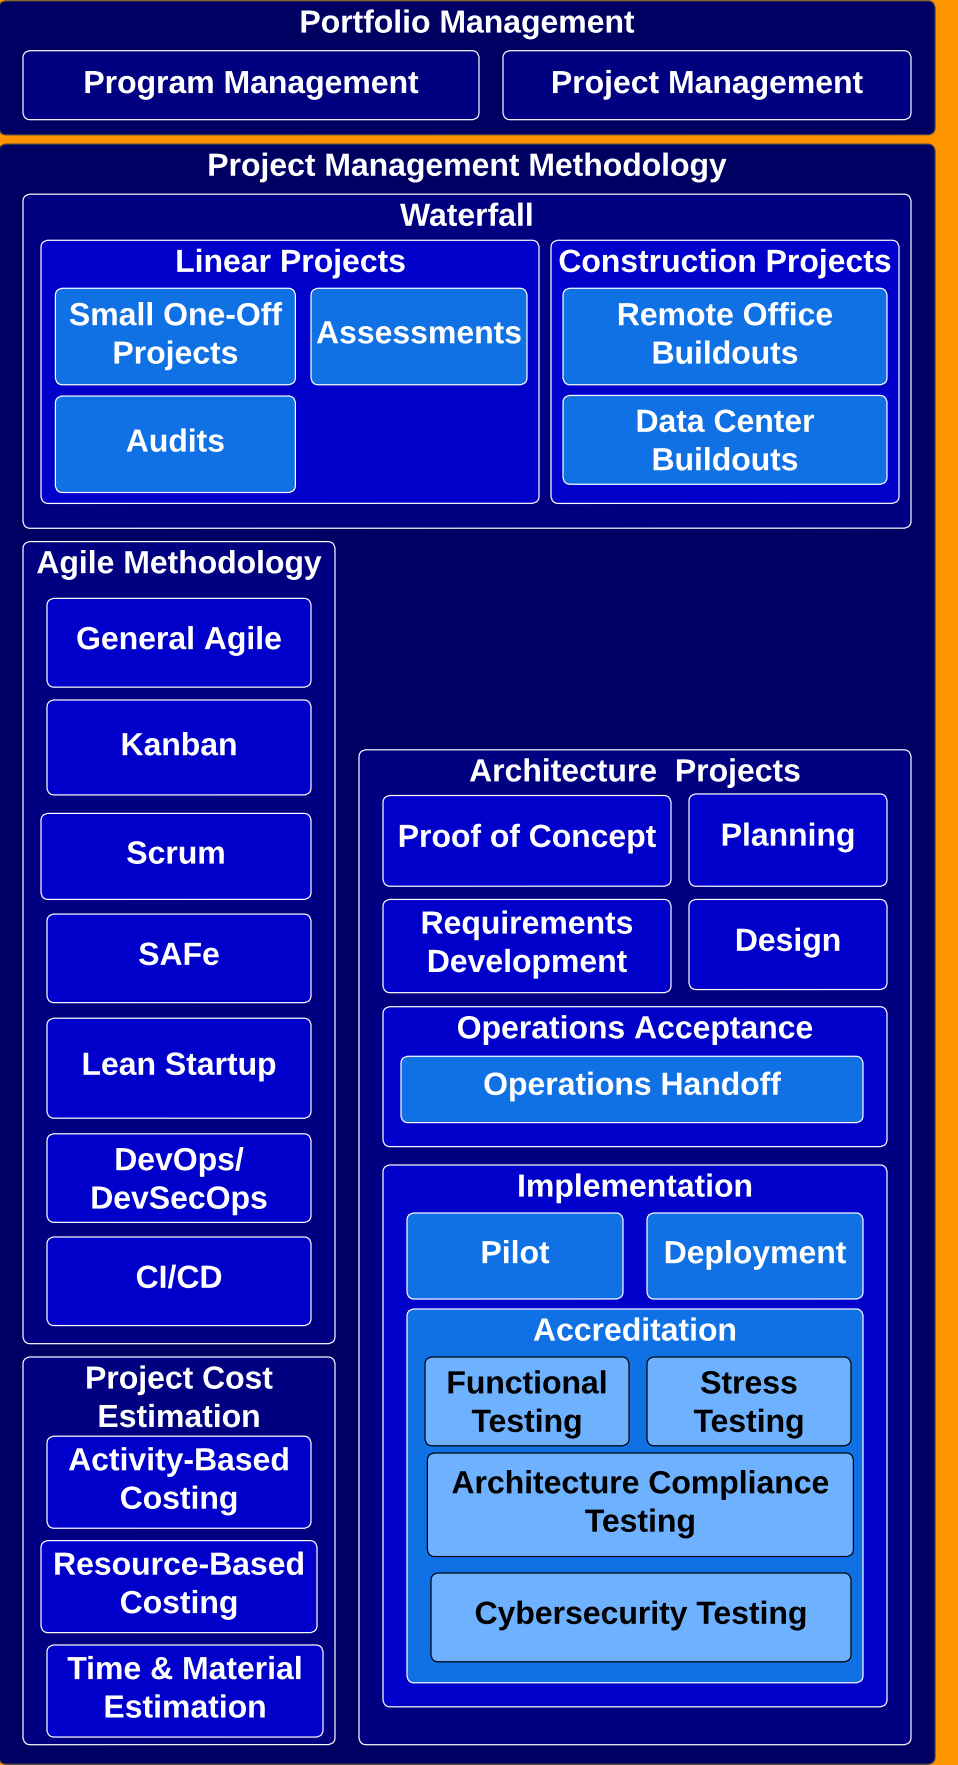 Portfolio Management
Program Management
Project Management
Project Management Methodology
Waterfall
Linear Projects
Small One-Off
Projects
Assessments
Audits
Construction Projects
Remote Office
Buildouts
Data Center
Buildouts
Agile Methodology
General Agile
Kanban
Scrum
SAFe
Lean Startup
DevOps/
DevSecOps
CI/CD
Project Cost
Estimation
Activity-Based
Costing
Resource-Based
Costing
Time & Material
Estimation
Architecture  Projects
Proof of Concept
Planning
Requirements
Development
Design
Operations Acceptance
Operations Handoff
Implementation
Pilot
Deployment
Accreditation
Functional
Testing
Stress
Testing
Architecture Compliance
Testing
Cybersecurity Testing